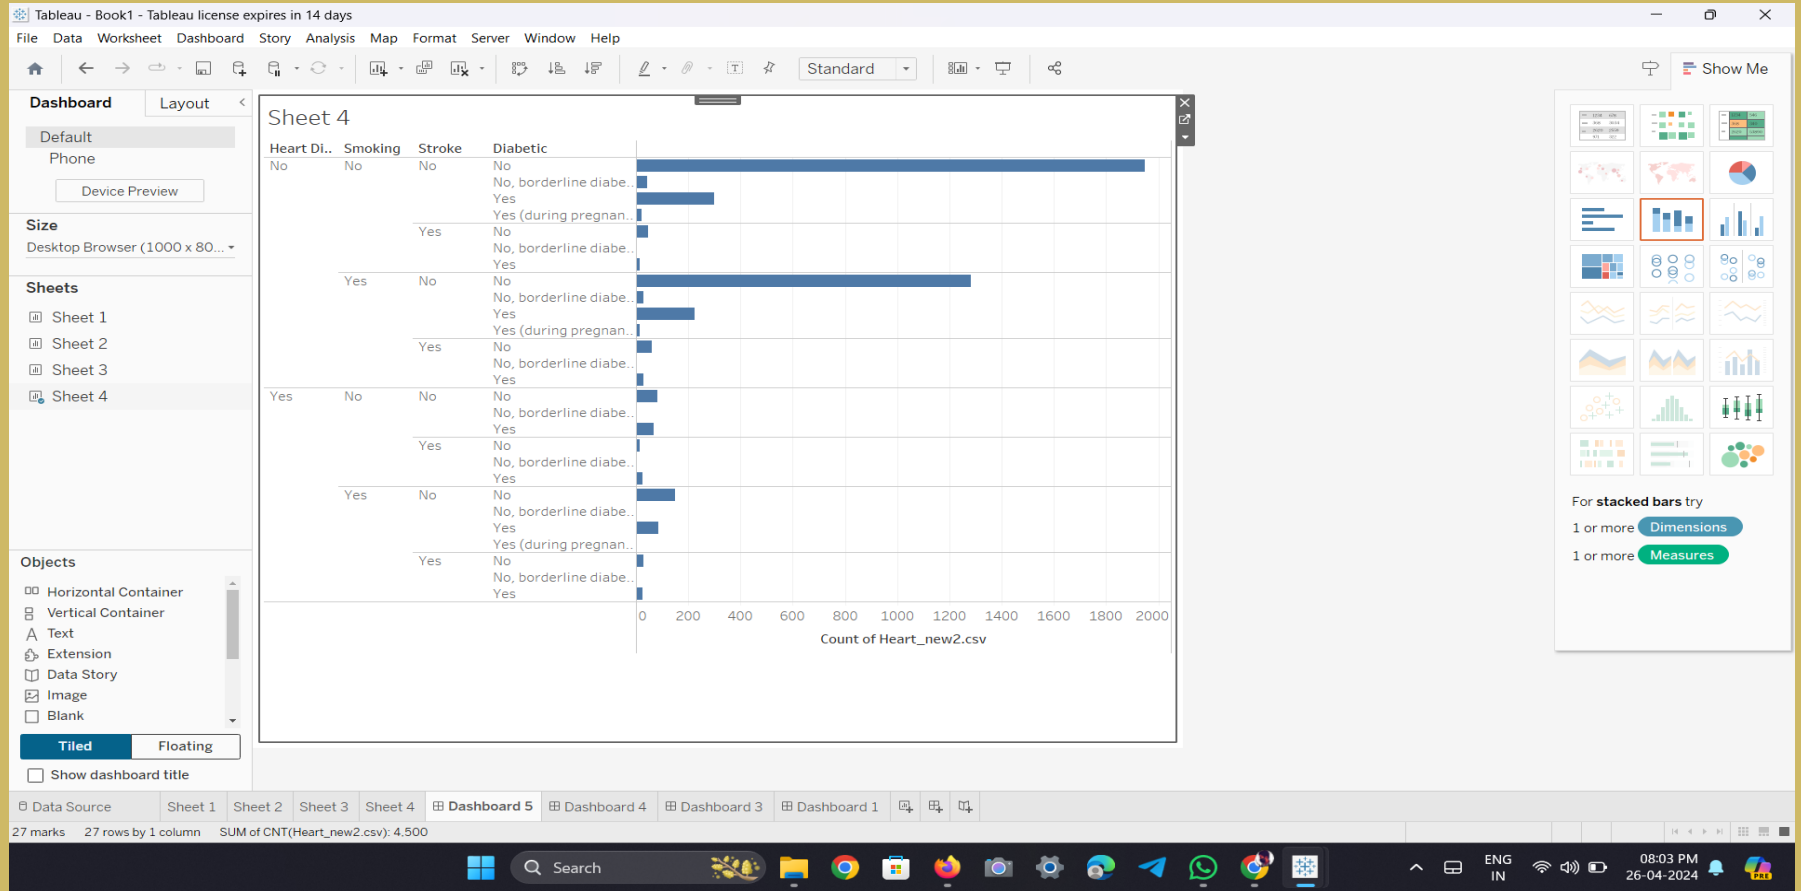 Tableau - Book1 - Tableau license expires in 14 days
File Data Worksheet Dashboard Story Analysis Map Format Server Window Help
Standard
Show Me
Dashboard
Layout
Default
Phone
Device Preview
Size
Desktop Browser (1000 x 80...
Sheets
Sheet 1
Sheet 2
Sheet 3
Sheet 4
Objects
Horizontal Container
Vertical Container
Text
Extension
Data Story
Image
Blank
Tiled Floating
Show dashboard title
Sheet 4
Heart Di.. Smoking Stroke Diabetic
No No No No
No, borderline diabe..
Yes
Yes (during pregnan..
Yes No
No, borderline diabe..
Yes
Yes No No
No, borderline diabe..
Yes
Yes (during pregnan..
Yes No
No, borderline diabe..
Yes
Yes No No No
No, borderline diabe..
Yes
Yes No
No, borderline diabe..
Yes
Yes No No
No, borderline diabe..
Yes
Yes (during pregnan..
Yes No
No, borderline diabe..
Yes
0 200 400 600 800 1000 1200 1400 1600 1800 2000
Count of Heart_new2.csv
For stacked bars try
1 or more Dimensions
1 or more Measures
Data Source Sheet 1 Sheet 2 Sheet 3 Sheet 4 Dashboard 5 Dashboard 4 Dashboard 3 Dashboard 1
27 marks 27 rows by 1 column SUM of CNT(Heart_new2.csv): 4,500
Search
ENG
IN
08:03 PM
26-04-2024
PRE